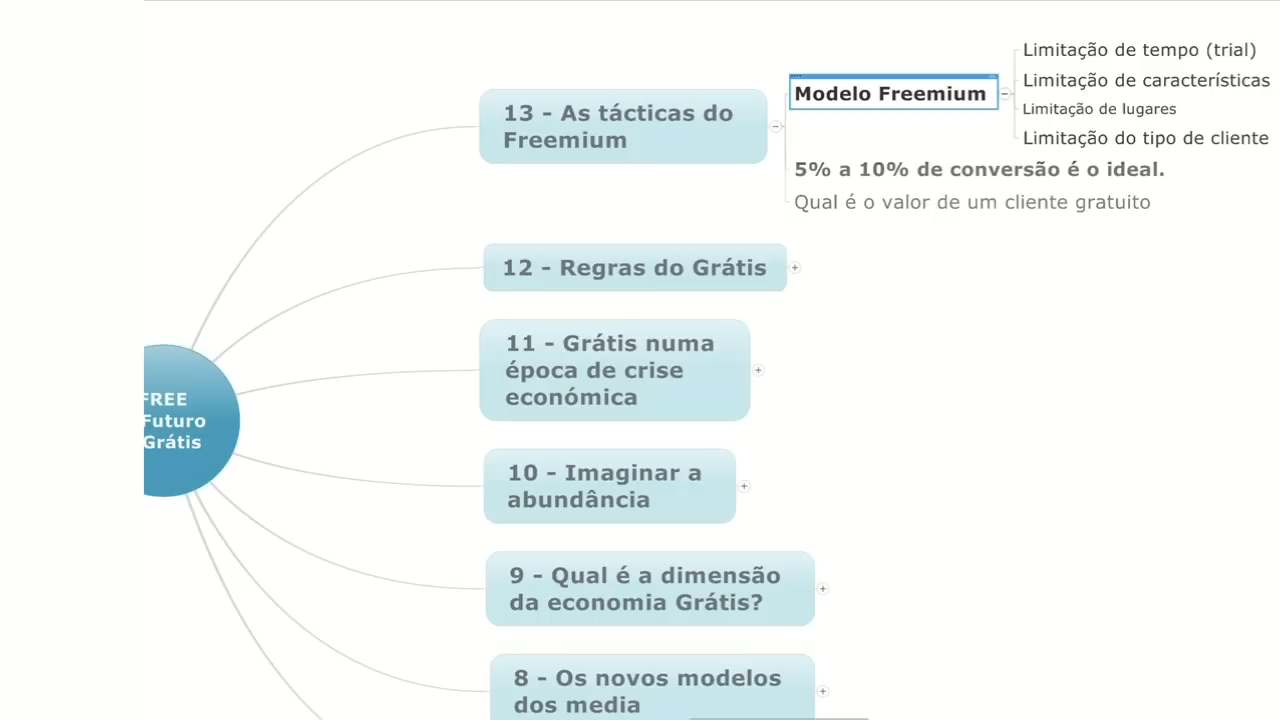 Limitação de tempo (trial)
Limitação de características
Limitação de lugares
Limitação do tipo de cliente
Modelo Freemium
13 - As tácticas do
Freemium
5% a 10% de conversão é o ideal.
Qual é o valor de um cliente gratuito
12 - Regras do Grátis
11 - Grátis numa
época de crise
económica
FREE
Futuro
Grátis
10 - Imaginar a
abundância
9 - Qual é a dimensão
da economia Grátis?
8 - Os novos modelos
dos media